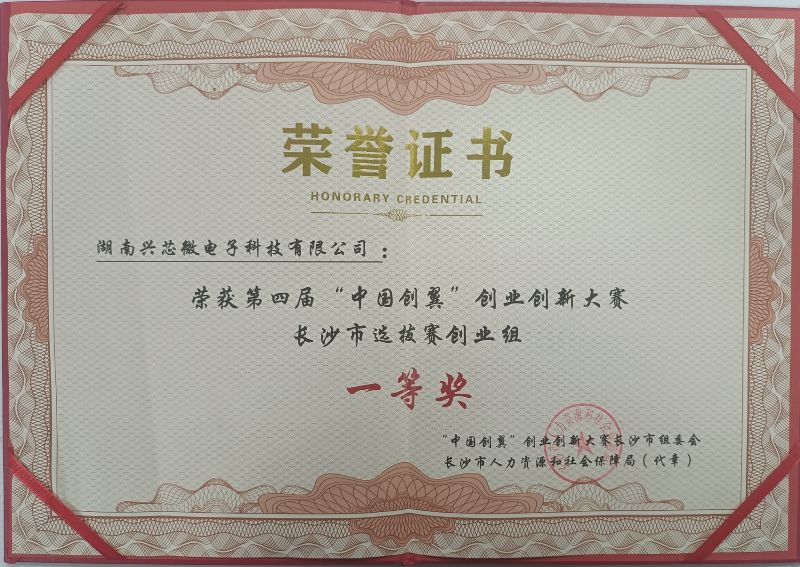 荣誉证书
HONORARY CREDENTIAL
湖南兴芯微电子科技有限公司：
荣获第四届“中国创翼”创业创新大赛
长沙市选拔赛创业组
一等奖
“中国创翼”创业创新大赛长沙市组委会
长沙市人力资源和社会保障局（代章）